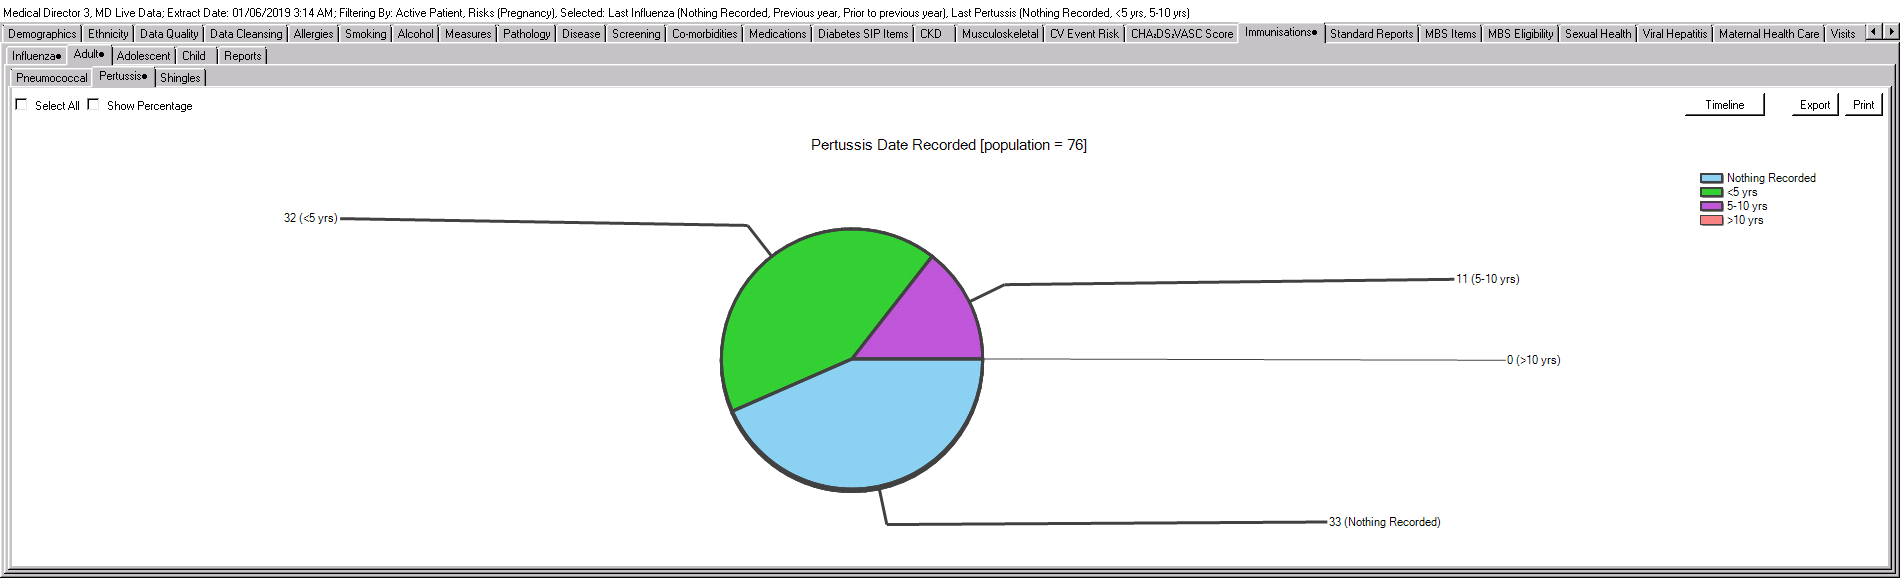 Medical Director 3, MD Live Data; Extract Date: 01/06/2019 3:14 AM; Filtering By: Active Patient, Risks (Pregnancy), Selected: Last Influenza (Nothing Recorded, Previous year, Prior to previous year), Last Pertussis (Nothing Recorded, <5 yrs, 5-10 yrs)
Demographics Ethnicity Data Quality Data Cleansing Allergies Smoking Alcohol Measures Pathology Disease Screening Co-morbidities Medications Diabetes SIP Items CKD Musculoskeletal CV Event Risk CHA₂DS₂VASC Score Immunisations• Standard Reports MBS Items MBS Eligibility Sexual Health Viral Hepatitis Maternal Health Care Visits
Influenza• Adult• Adolescent Child Reports
Pneumococcal Pertussis• Shingles
Select All Show Percentage Timeline Export Print
Pertussis Date Recorded [population = 76]
Nothing Recorded
<5 yrs
5-10 yrs
>10 yrs
32 (<5 yrs)
11 (5-10 yrs)
0 (>10 yrs)
33 (Nothing Recorded)